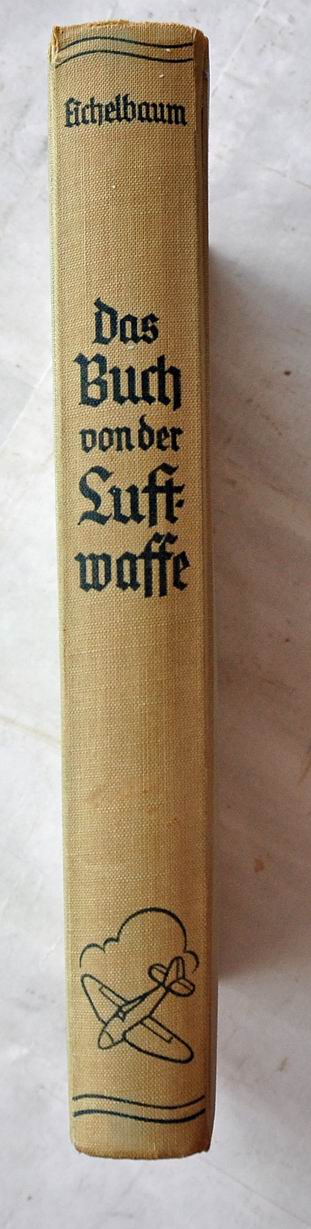 Eichelbaum
Das
Buch
von der
Luft-
waffe